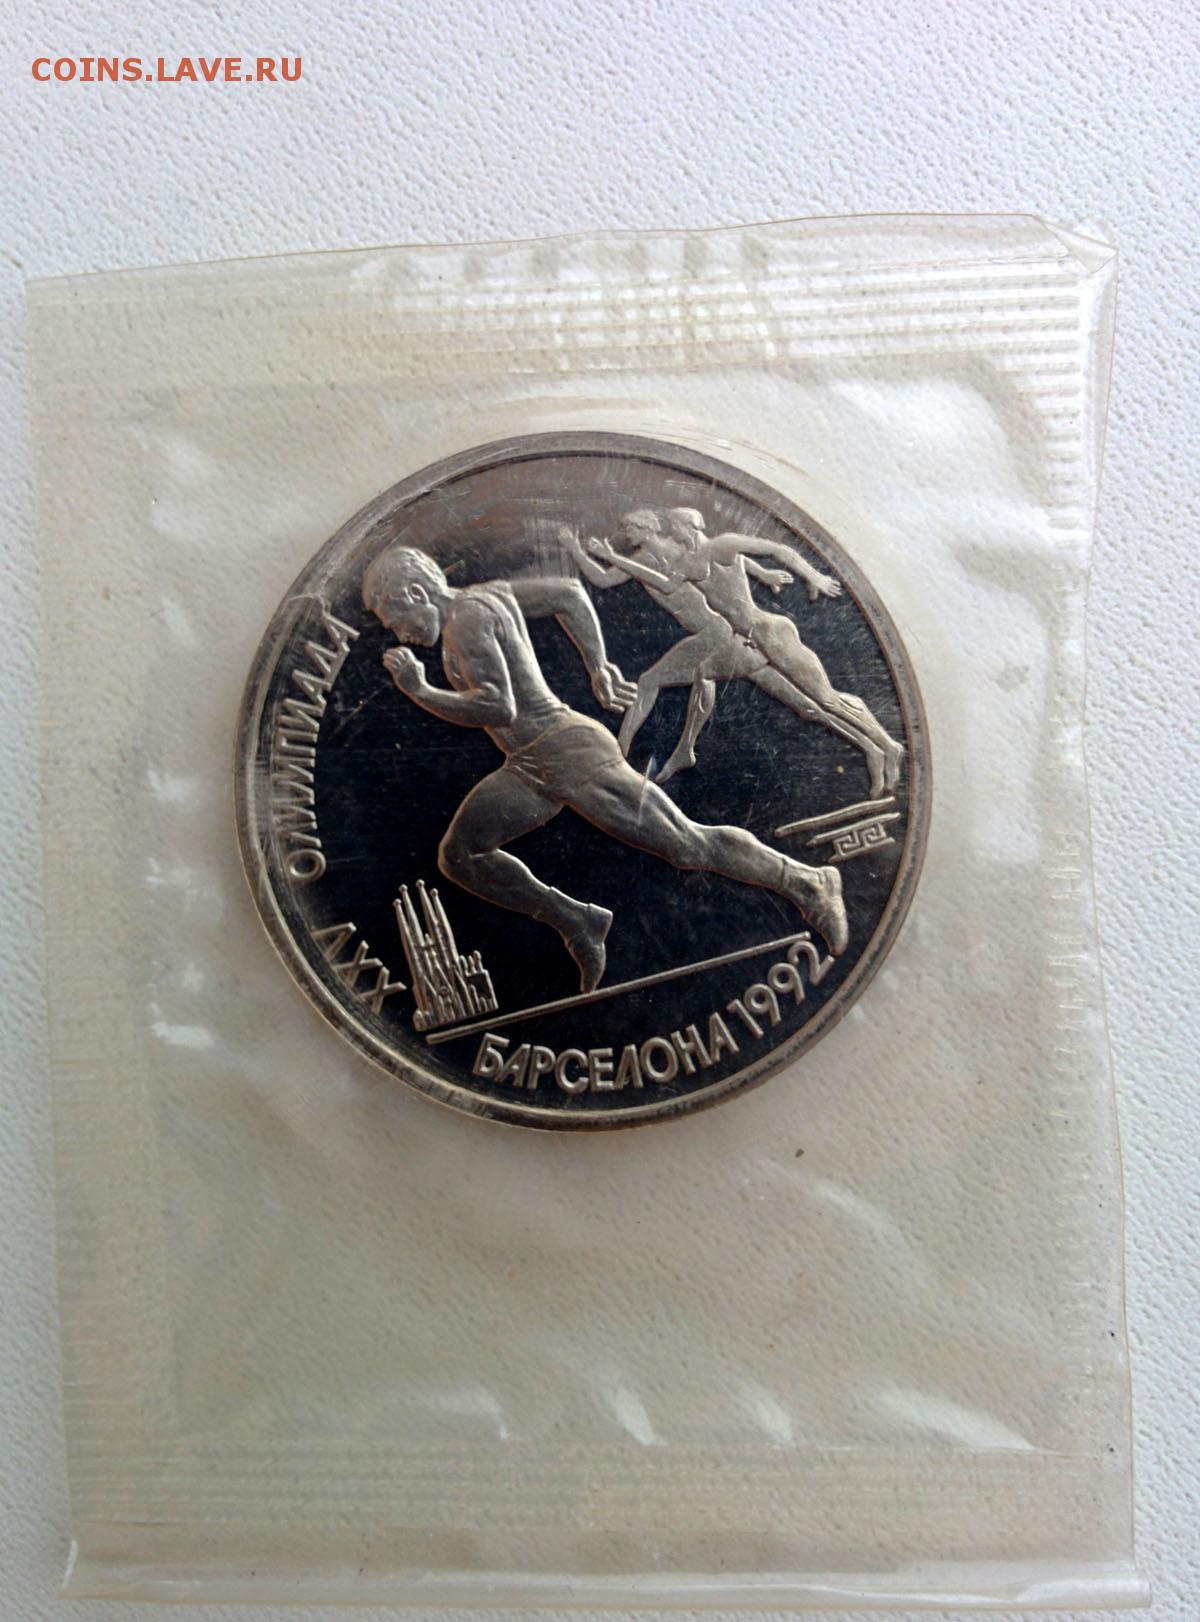 COINS.LAVE.RU
XXV ОЛИМПИАДА
БАРСЕЛОНА 1992